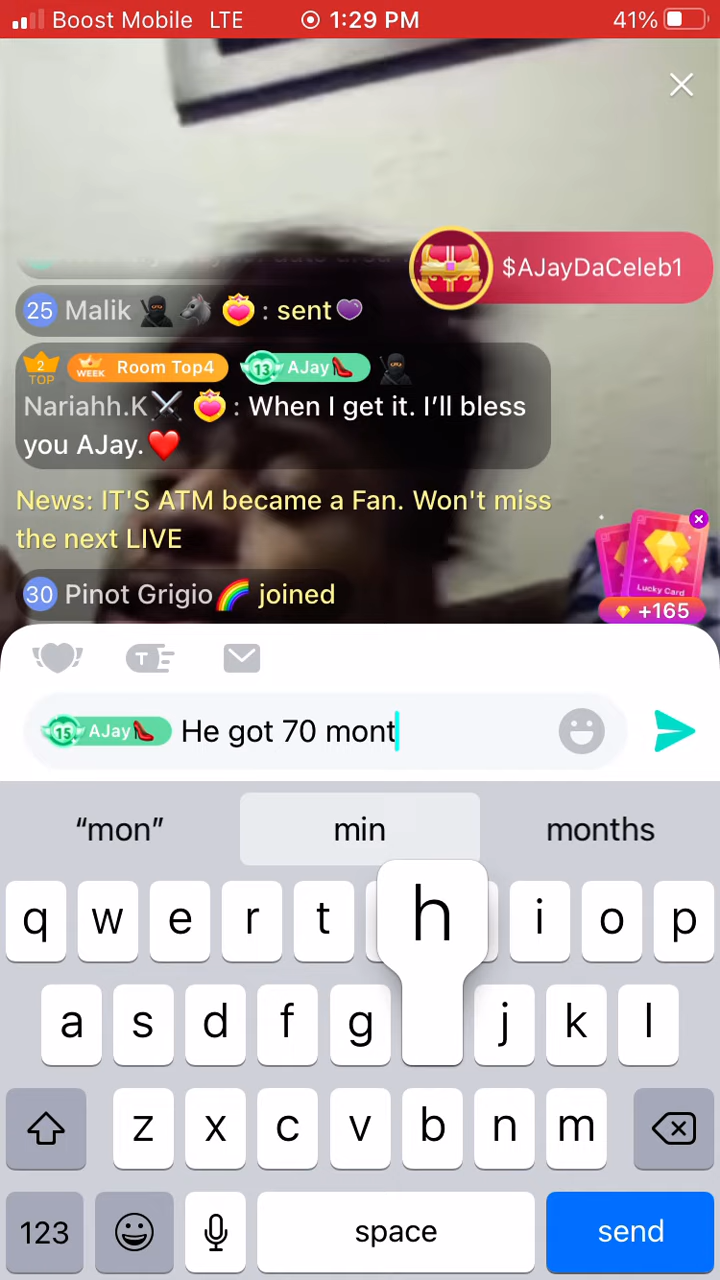 Boost Mobile LTE 1:29 PM 41%
$AJayDaCeleb1
25 Malik 🥷🐀😍: sent💜
2 TOP WEEK Room Top4 13 AJay👠 🥷
Nariahh.K⚔️ 😍: When I get it. I’ll bless
you AJay.❤️
News: IT'S ATM became a Fan. Won't miss
the next LIVE
30 Pinot Grigio🌈 joined
Lucky Card
+165
T
15 AJay👠 He got 70 mont
“mon” min months
q w e r t h i o p
a s d f g j k l
z x c v b n m
123 space send